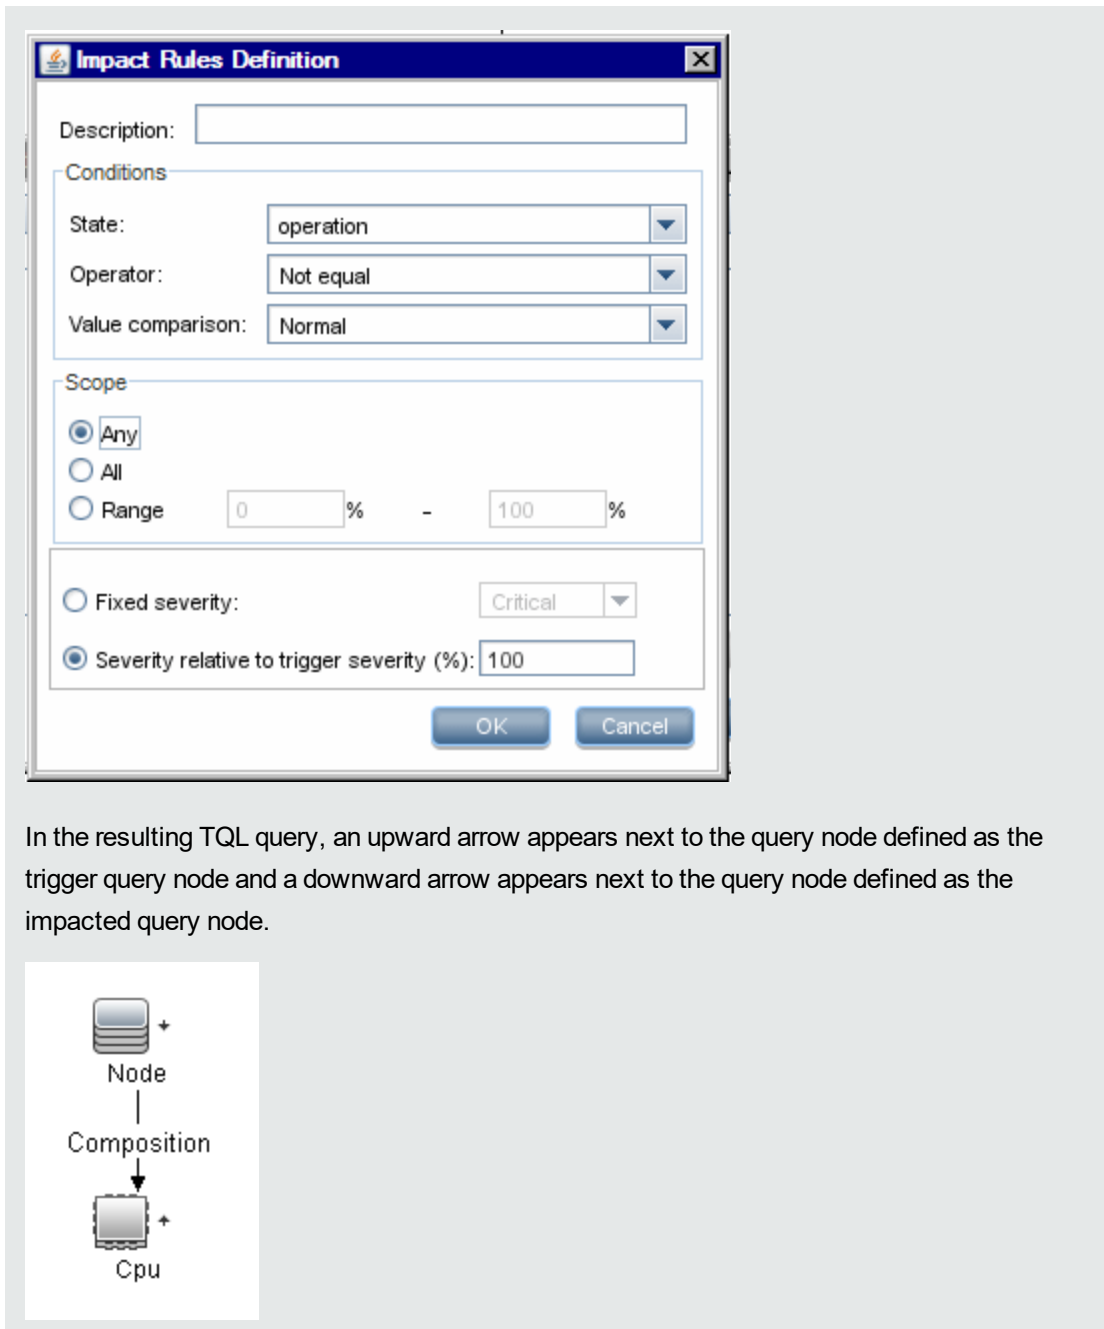 Impact Rules Definition
Description:
Conditions
State: operation
Operator: Not equal
Value comparison: Normal
Scope
Any
All
Range 0 % - 100 %
Fixed severity: Critical
Severity relative to trigger severity (%): 100
OK Cancel
In the resulting TQL query, an upward arrow appears next to the query node defined as the
trigger query node and a downward arrow appears next to the query node defined as the
impacted query node.
Node
Composition
Cpu